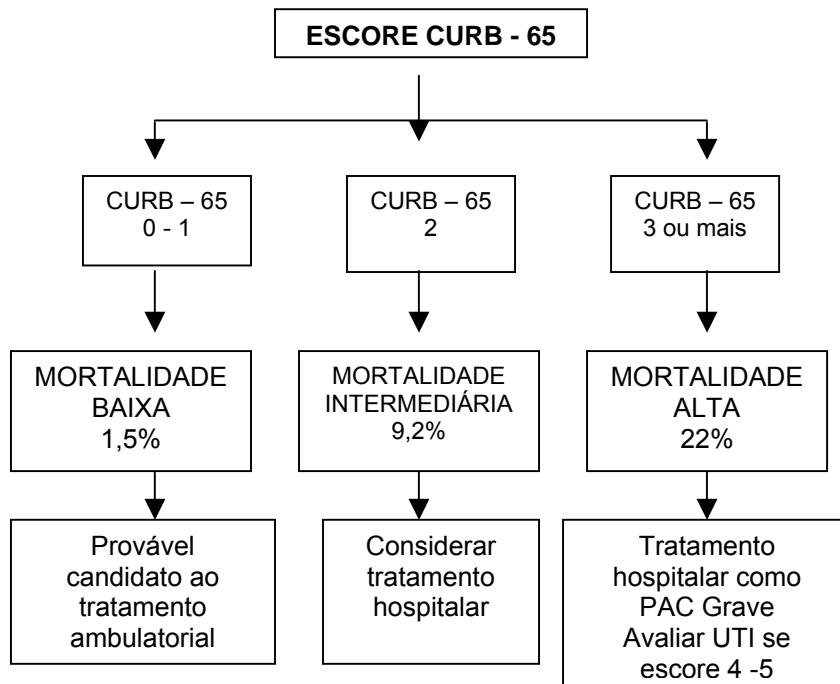 ESCORE CURB - 65
CURB – 65
0 - 1
CURB – 65
2
CURB – 65
3 ou mais
MORTALIDADE
BAIXA
1,5%
MORTALIDADE
INTERMEDIÁRIA
9,2%
MORTALIDADE
ALTA
22%
Provável
candidato ao
tratamento
ambulatorial
Considerar
tratamento
hospitalar
Tratamento
hospitalar como
PAC Grave
Avaliar UTI se
escore 4 -5